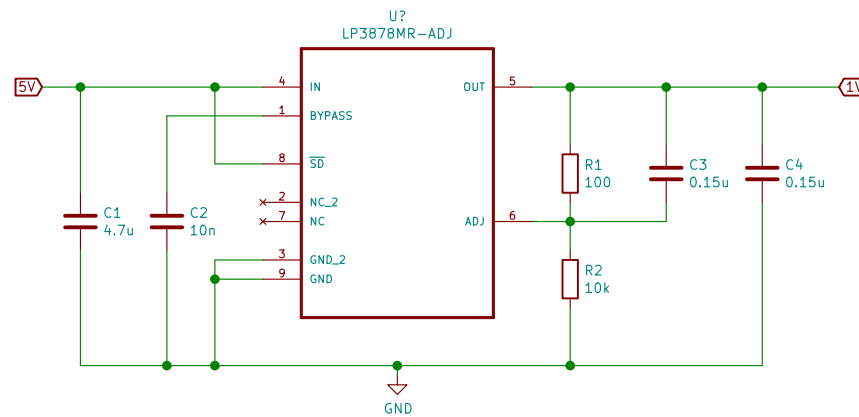 U?
LP3878MR-ADJ
5V
4
IN
1
BYPASS
8
SD
2
NC_2
7
NC
3
GND_2
9
GND
OUT
5
ADJ
6
C1
4.7u
C2
10n
R1
100
R2
10k
C3
0.15u
C4
0.15u
1V
GND